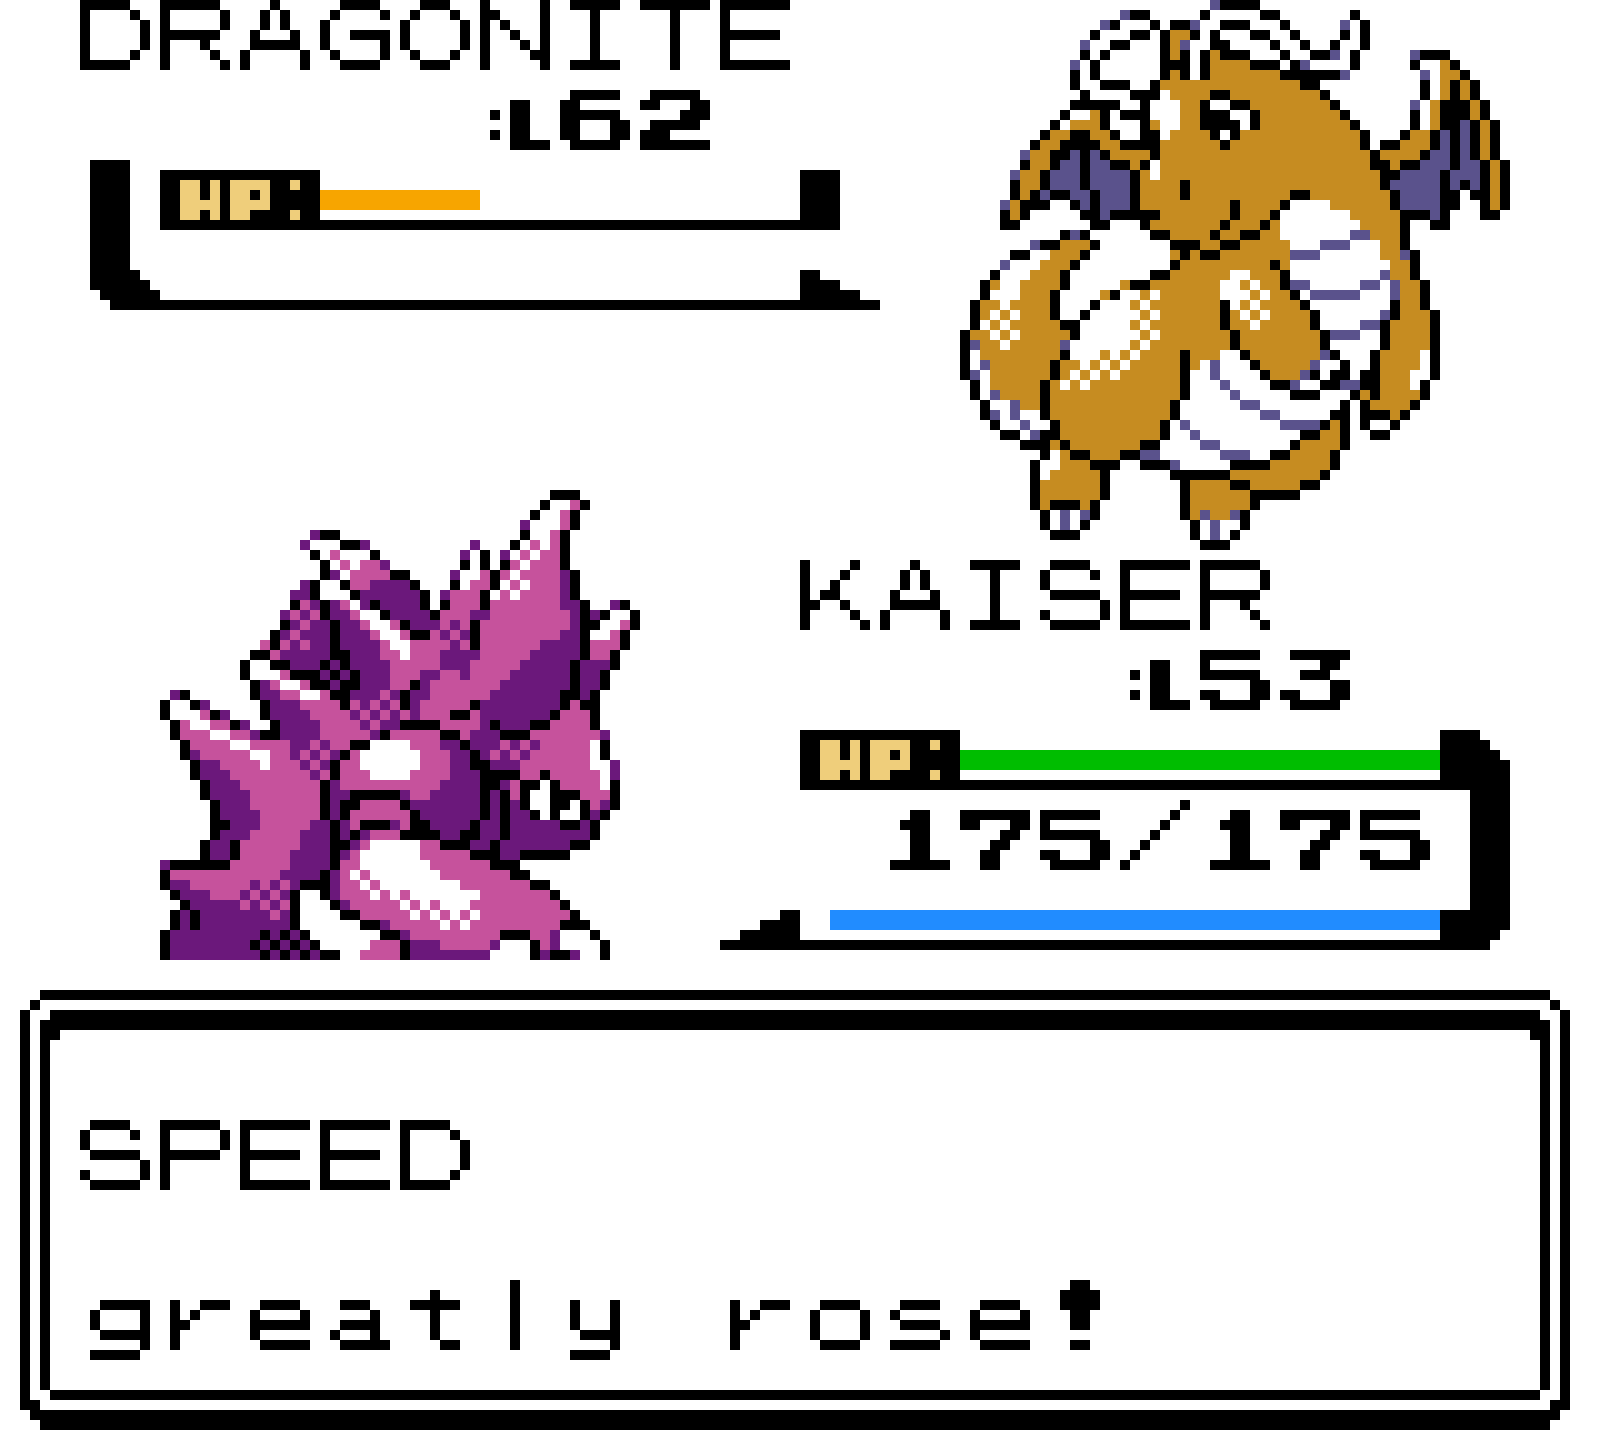 DRAGONITE
:L62
HP:
KAISER
:L53
HP:
175/175
SPEED
greatly rose!